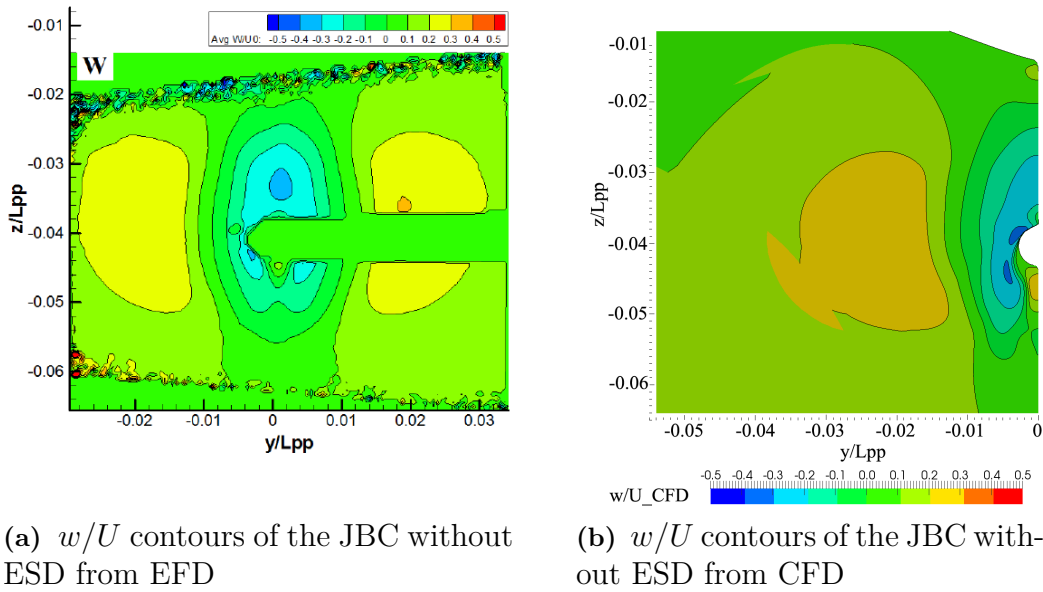 W
Avg W/U0:
-0.5 -0.4 -0.3 -0.2 -0.1 0 0.1 0.2 0.3 0.4 0.5
z/Lpp
-0.01
-0.02
-0.03
-0.04
-0.05
-0.06
-0.02 -0.01 0 0.01 0.02 0.03
y/Lpp
z/Lpp
-0.01
-0.02
-0.03
-0.04
-0.05
-0.06
-0.05 -0.04 -0.03 -0.02 -0.01 0
y/Lpp
w/U_CFD
-0.5 -0.4 -0.3 -0.2 -0.1 0.0 0.1 0.2 0.3 0.4 0.5
(a) w/U contours of the JBC without
ESD from EFD
(b) w/U contours of the JBC with-
out ESD from CFD